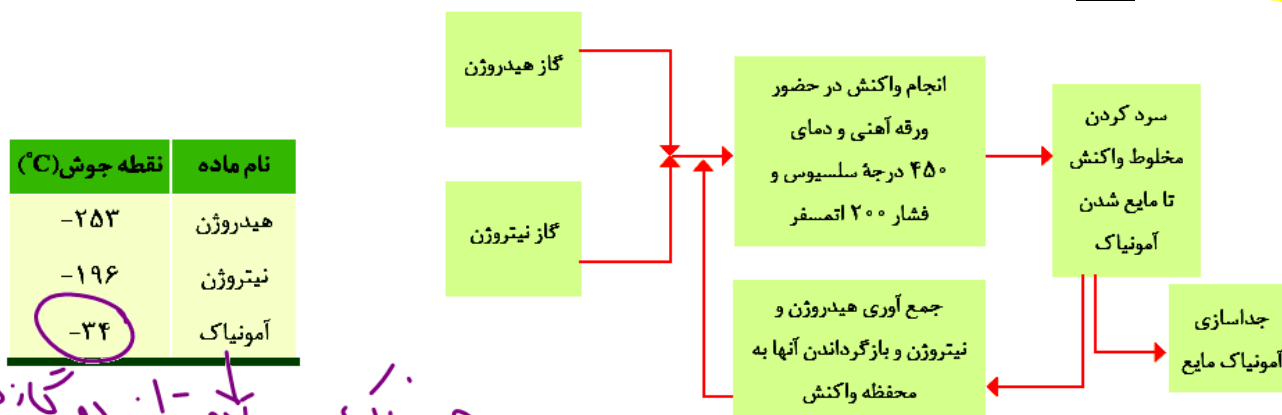 نام ماده نقطه جوش(°C)
هیدروژن -۲۵۳
نیتروژن -۱۹۶
آمونیاک -۳۴
گاز هیدروژن
گاز نیتروژن
انجام واکنش در حضور
ورقه آهنی و دمای
۴۵۰ درجهٔ سلسیوس و
فشار ۲۰۰ اتمسفر
سرد کردن
مخلوط واکنش
تا مایع شدن
آمونیاک
جداسازی
آمونیاک مایع
جمع آوری هیدروژن و
نیتروژن و بازگرداندن آنها به
محفظه واکنش